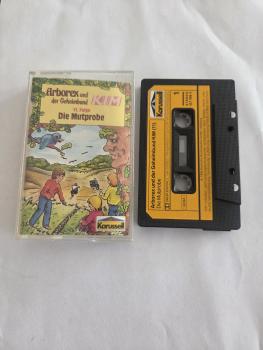 Arborex und
der Geheimbund KIM
11. Folge
Die Mutprobe
Karussell
1
Karussell
Arborex und der Geheimbund KIM (11)
Die Mutprobe